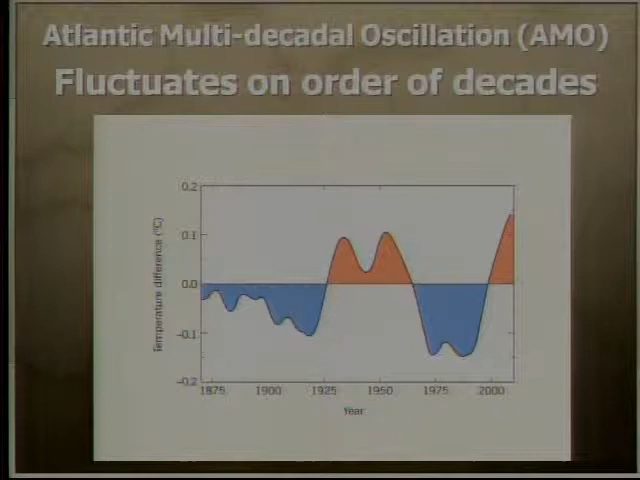 Atlantic Multi-decadal Oscillation (AMO)
Fluctuates on order of decades
0.2
0.1
0.0
-0.1
-0.2
Temperature difference (°C)
1875 1900 1925 1950 1975 2000
Year